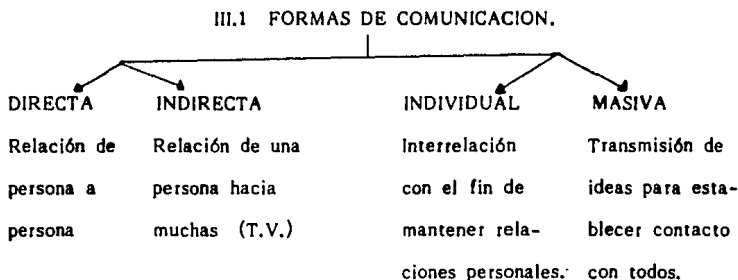 III.1 FORMAS DE COMUNICACION.
DIRECTA INDIRECTA INDIVIDUAL MASIVA
Relación de Relación de una Interrelación Transmisión de
persona a persona hacia con el fin de ideas para esta-
persona muchas (T.V.) mantener rela- blecer contacto
ciones personales. con todos.